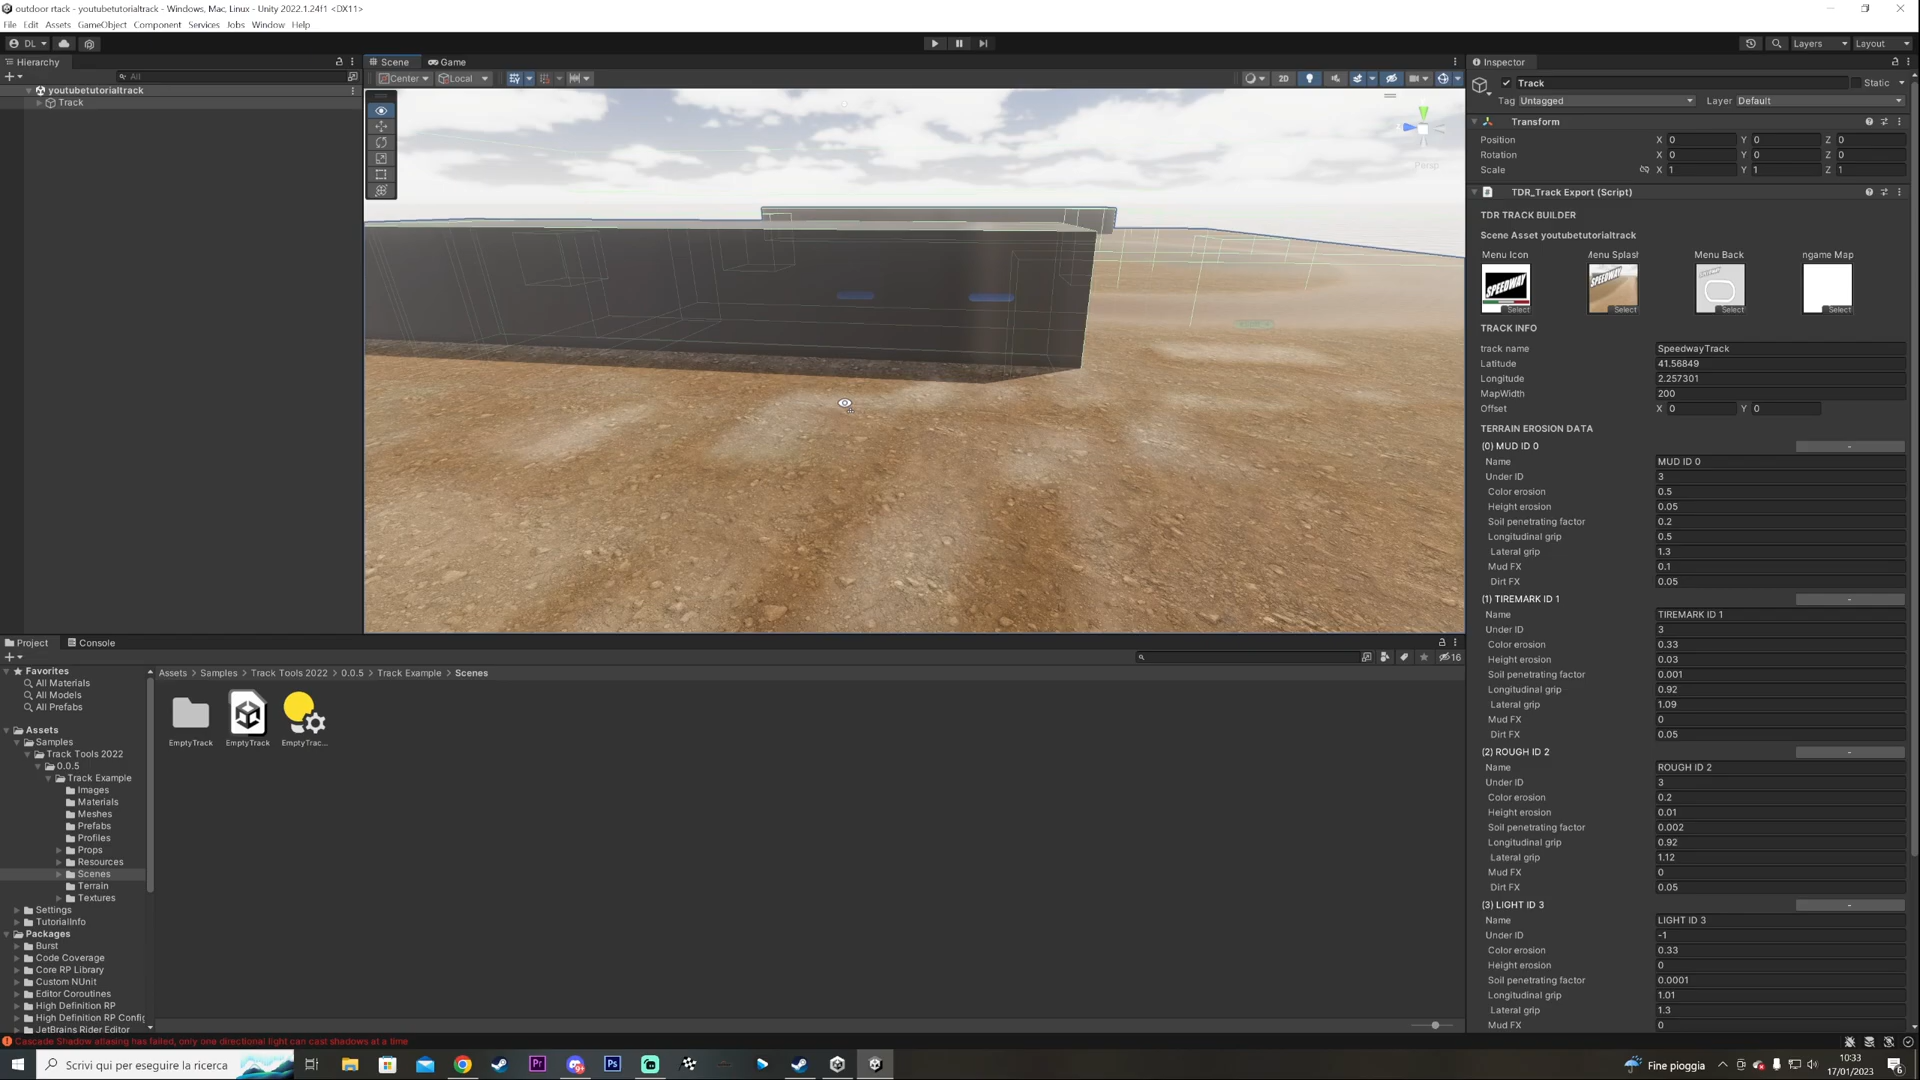 outdoor rtack - youtubetutorialtrack - Windows, Mac, Linux - Unity 2022.1.24f1 <DX11>
File Edit Assets GameObject Component Services Jobs Window Help
DL
Layers
Layout
Hierarchy
All
youtubetutorialtrack
Track
Scene
Game
Center
Local
2D
Persp
Inspector
Track
Static
Tag Untagged
Layer Default
Transform
Position X 0 Y 0 Z 0
Rotation X 0 Y 0 Z 0
Scale X 1 Y 1 Z 1
TDR_Track Export (Script)
TDR TRACK BUILDER
Scene Asset youtubetutorialtrack
Menu Icon
Menu Splash
Menu Back
ngame Map
SPEEDWAY
SPEEDWAY
Select
Select
Select
Select
TRACK INFO
track name SpeedwayTrack
Latitude 41.56849
Longitude 2.257301
MapWidth 200
Offset X 0 Y 0
TERRAIN EROSION DATA
(0) MUD ID 0 -
Name MUD ID 0
Under ID 3
Color erosion 0.5
Height erosion 0.05
Soil penetrating factor 0.2
Longitudinal grip 0.5
Lateral grip 1.3
Mud FX 0.1
Dirt FX 0.05
(1) TIREMARK ID 1 -
Name TIREMARK ID 1
Under ID 3
Color erosion 0.33
Height erosion 0.03
Soil penetrating factor 0.001
Longitudinal grip 0.92
Lateral grip 1.09
Mud FX 0
Dirt FX 0.05
(2) ROUGH ID 2 -
Name ROUGH ID 2
Under ID 3
Color erosion 0.2
Height erosion 0.01
Soil penetrating factor 0.002
Longitudinal grip 0.92
Lateral grip 1.12
Mud FX 0
Dirt FX 0.05
(3) LIGHT ID 3 -
Name LIGHT ID 3
Under ID -1
Color erosion 0.33
Height erosion 0
Soil penetrating factor 0.0001
Longitudinal grip 1.01
Lateral grip 1.3
Mud FX 0
Project
Console
16
Favorites
All Materials
All Models
All Prefabs
Assets
Samples
Track Tools 2022
0.0.5
Track Example
Images
Materials
Meshes
Prefabs
Profiles
Props
Resources
Scenes
Terrain
Textures
Settings
TutorialInfo
Packages
Burst
Code Coverage
Core RP Library
Custom NUnit
Editor Coroutines
High Definition RP
High Definition RP Config
JetBrains Rider Editor
Assets > Samples > Track Tools 2022 > 0.0.5 > Track Example > Scenes
EmptyTrack
EmptyTrack
EmptyTrac...
Cascade Shadow atlasing has failed, only one directional light can cast shadows at a time
Scrivi qui per eseguire la ricerca
Pr
Ps
Fine pioggia
10:33
17/01/2023
6